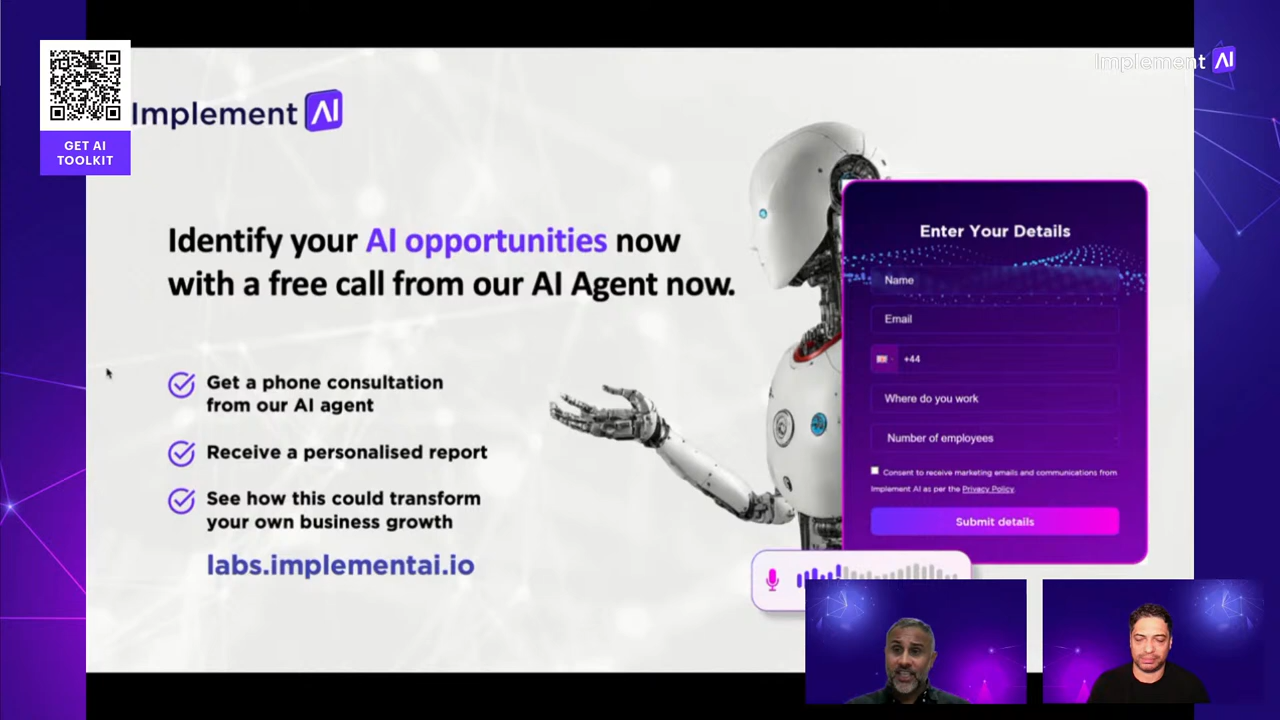 GET AI
TOOLKIT
Implement AI
Implement AI
Identify your AI opportunities now
with a free call from our AI Agent now.
Get a phone consultation
from our AI agent
Receive a personalised report
See how this could transform
your own business growth
labs.implementai.io
Enter Your Details
Name
Email
+44
Where do you work
Number of employees
Consent to receive marketing emails and communications from
Implement AI as per the Privacy Policy.
Submit details